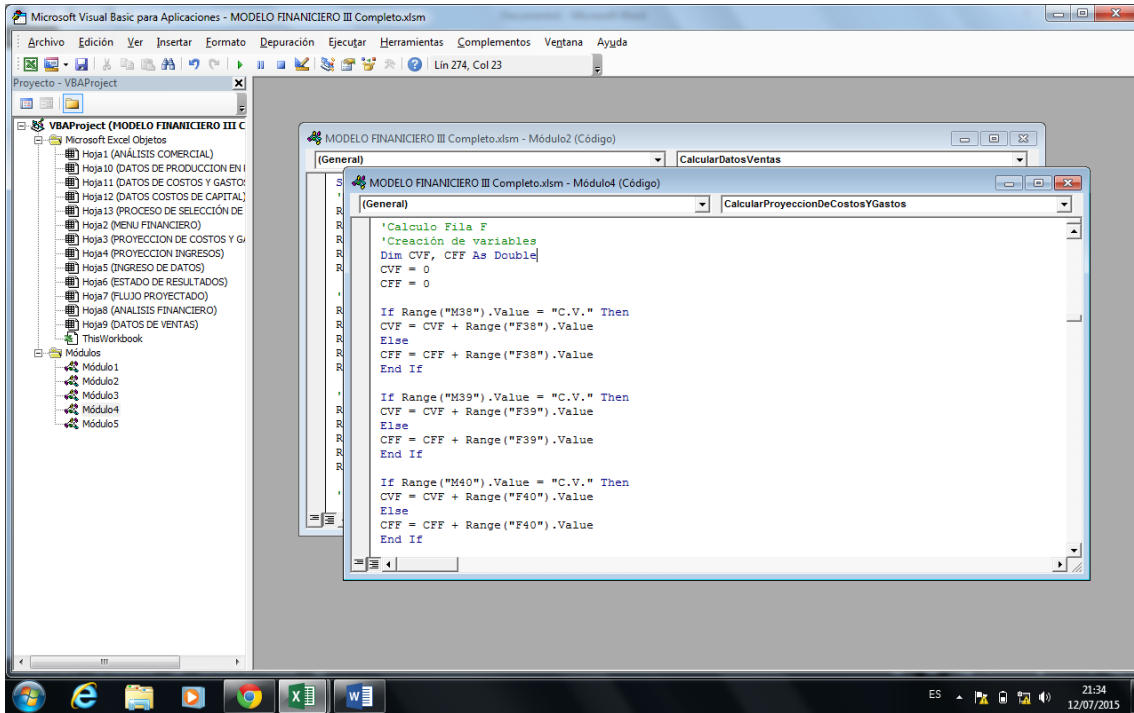 Microsoft Visual Basic para Aplicaciones - MODELO FINANICIERO III Completo.xlsm
Archivo Edición Ver Insertar Formato Depuración Ejecutar Herramientas Complementos Ventana Ayuda
Lín 274, Col 23
Proyecto - VBAProject
VBAProject (MODELO FINANICIERO III C
Microsoft Excel Objetos
Hoja1 (ANÁLISIS COMERCIAL)
Hoja10 (DATOS DE PRODUCCION EN
Hoja11 (DATOS DE COSTOS Y GASTO
Hoja12 (DATOS COSTOS DE CAPITAL)
Hoja13 (PROCESO DE SELECCIÓN DE
Hoja2 (MENU FINANCIERO)
Hoja3 (PROYECCION DE COSTOS Y GA
Hoja4 (PROYECCION INGRESOS)
Hoja5 (INGRESO DE DATOS)
Hoja6 (ESTADO DE RESULTADOS)
Hoja7 (FLUJO PROYECTADO)
Hoja8 (ANALISIS FINANCIERO)
Hoja9 (DATOS DE VENTAS)
ThisWorkbook
Módulos
Módulo1
Módulo2
Módulo3
Módulo4
Módulo5
MODELO FINANICIERO III Completo.xlsm - Módulo2 (Código)
(General) CalcularDatosVentas
MODELO FINANICIERO III Completo.xlsm - Módulo4 (Código)
(General) CalcularProyeccionDeCostosYGastos
'Calculo Fila F
'Creación de variables
Dim CVF, CFF As Double
CVF = 0
CFF = 0
If Range("M38").Value = "C.V." Then
CVF = CVF + Range("F38").Value
Else
CFF = CFF + Range("F38").Value
End If
If Range("M39").Value = "C.V." Then
CVF = CVF + Range("F39").Value
Else
CFF = CFF + Range("F39").Value
End If
If Range("M40").Value = "C.V." Then
CVF = CVF + Range("F40").Value
Else
CFF = CFF + Range("F40").Value
End If
ES
21:34
12/07/2015